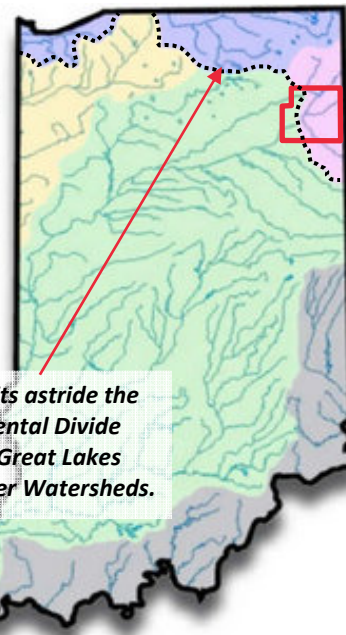 ts astride the
ental Divide
Great Lakes
er Watersheds.